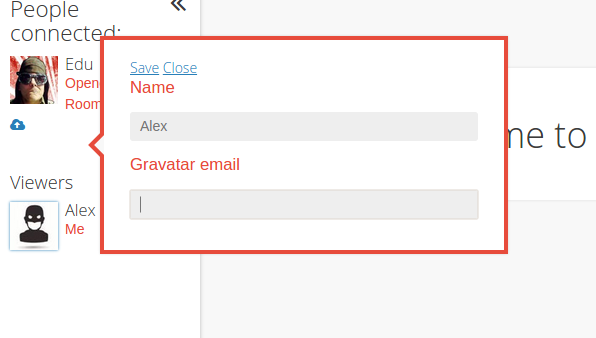 People
connected:
Edu
Open
Room
Viewers
Alex
Me
Save Close
Name
Alex
Gravatar email
me to